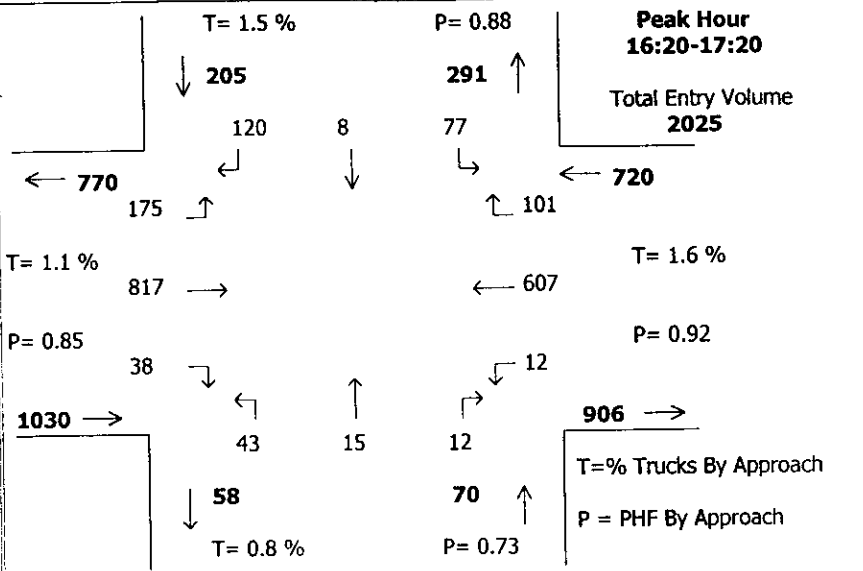 T= 1.5 %
P= 0.88
Peak Hour
16:20-17:20
205
291
Total Entry Volume
2025
120 8 77
770
720
175
101
T= 1.1 %
T= 1.6 %
817
607
P= 0.85
P= 0.92
38
12
1030
906
43 15 12
T=% Trucks By Approach
58
70
P = PHF By Approach
T= 0.8 %
P= 0.73